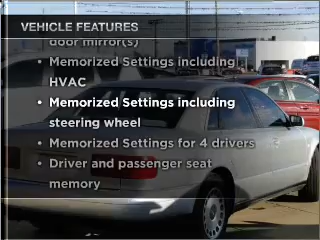 VEHICLE FEATURES
door mirror(s)
• Memorized Settings including
HVAC
• Memorized Settings including
steering wheel
• Memorized Settings for 4 drivers
• Driver and passenger seat
memory